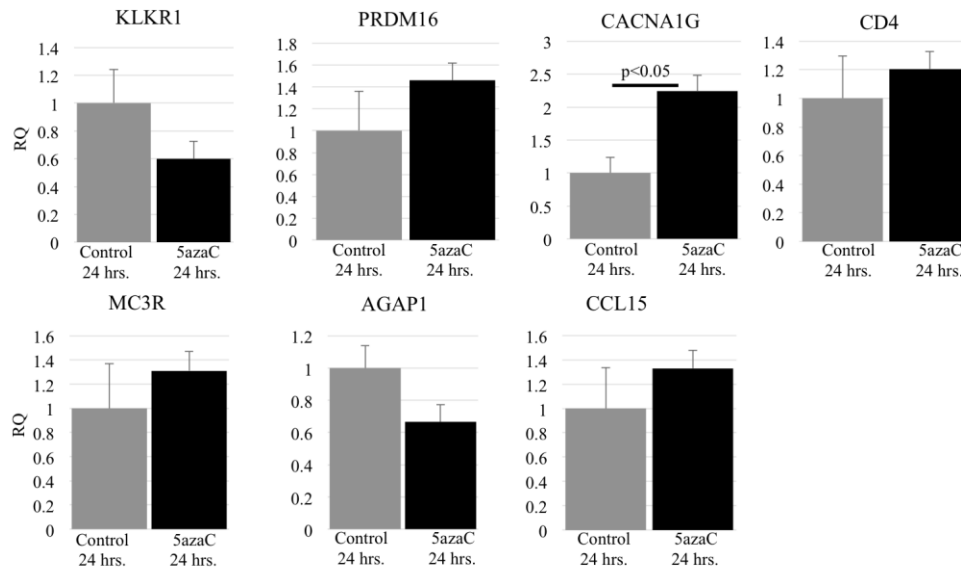 KLKR1
1.4
1.2
1
0.8
0.6
0.4
0.2
0
RQ
Control 5azaC
24 hrs. 24 hrs.
PRDM16
1.8
1.6
1.4
1.2
1
0.8
0.6
0.4
0.2
0
Control 5azaC
24 hrs. 24 hrs.
CACNA1G
3
2.5
2
1.5
1
0.5
0
p<0.05
Control 5azaC
24 hrs. 24 hrs.
CD4
1.4
1.2
1
0.8
0.6
0.4
0.2
0
Control 5azaC
24 hrs. 24 hrs.
MC3R
1.6
1.4
1.2
1
0.8
0.6
0.4
0.2
0
RQ
Control 5azaC
24 hrs. 24 hrs.
AGAP1
1.2
1
0.8
0.6
0.4
0.2
0
Control 5azaC
24 hrs. 24 hrs.
CCL15
1.6
1.4
1.2
1
0.8
0.6
0.4
0.2
0
Control 5azaC
24 hrs. 24 hrs.